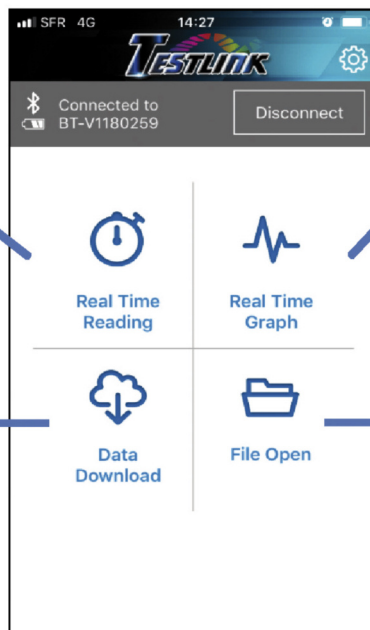 SFR 4G 14:27
TESTLINK
Connected to
BT-V1180259
Disconnect
Real Time
Reading
Real Time
Graph
Data
Download
File Open